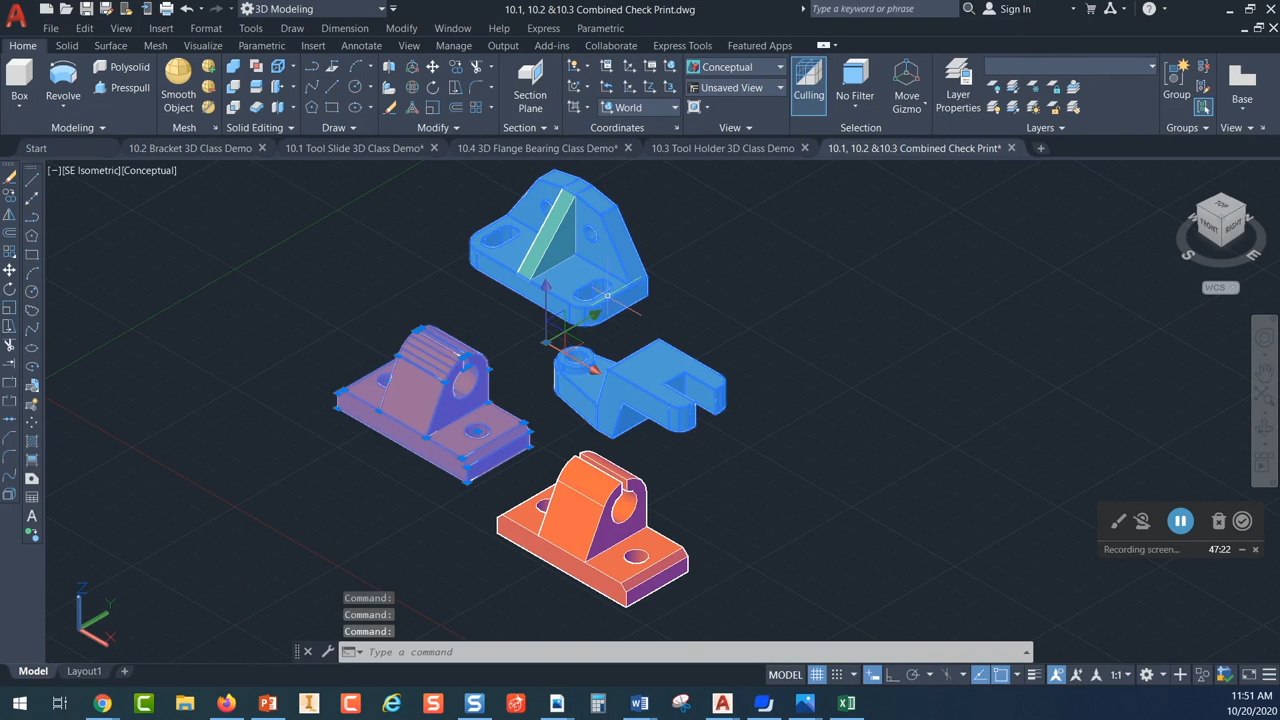 3D Modeling
10.1, 10.2 &10.3 Combined Check Print.dwg
Type a keyword or phrase
Sign In
File Edit View Insert Format Tools Draw Dimension Modify Window Help Express Parametric
Home Solid Surface Mesh Visualize Parametric Insert Annotate View Manage Output Add-ins Collaborate Express Tools Featured Apps
Box
Revolve
Polysolid
Presspull
Smooth Object
Section Plane
World
Conceptual
Unsaved View
Culling
No Filter
Move Gizmo
Layer Properties
Group
Base
Modeling Mesh Solid Editing Draw Modify Section Coordinates View Selection Layers Groups View
Start 10.2 Bracket 3D Class Demo 10.1 Tool Slide 3D Class Demo* 10.4 3D Flange Bearing Class Demo* 10.3 Tool Holder 3D Class Demo 10.1, 10.2 &10.3 Combined Check Print*
[−][SE Isometric][Conceptual]
TOP
FRONT
RIGHT
S
E
WCS
Recording screen...
47:22
Z
Y
X
Command:
Command:
Command:
Type a command
Model Layout1
MODEL
1:1
11:51 AM
10/20/2020